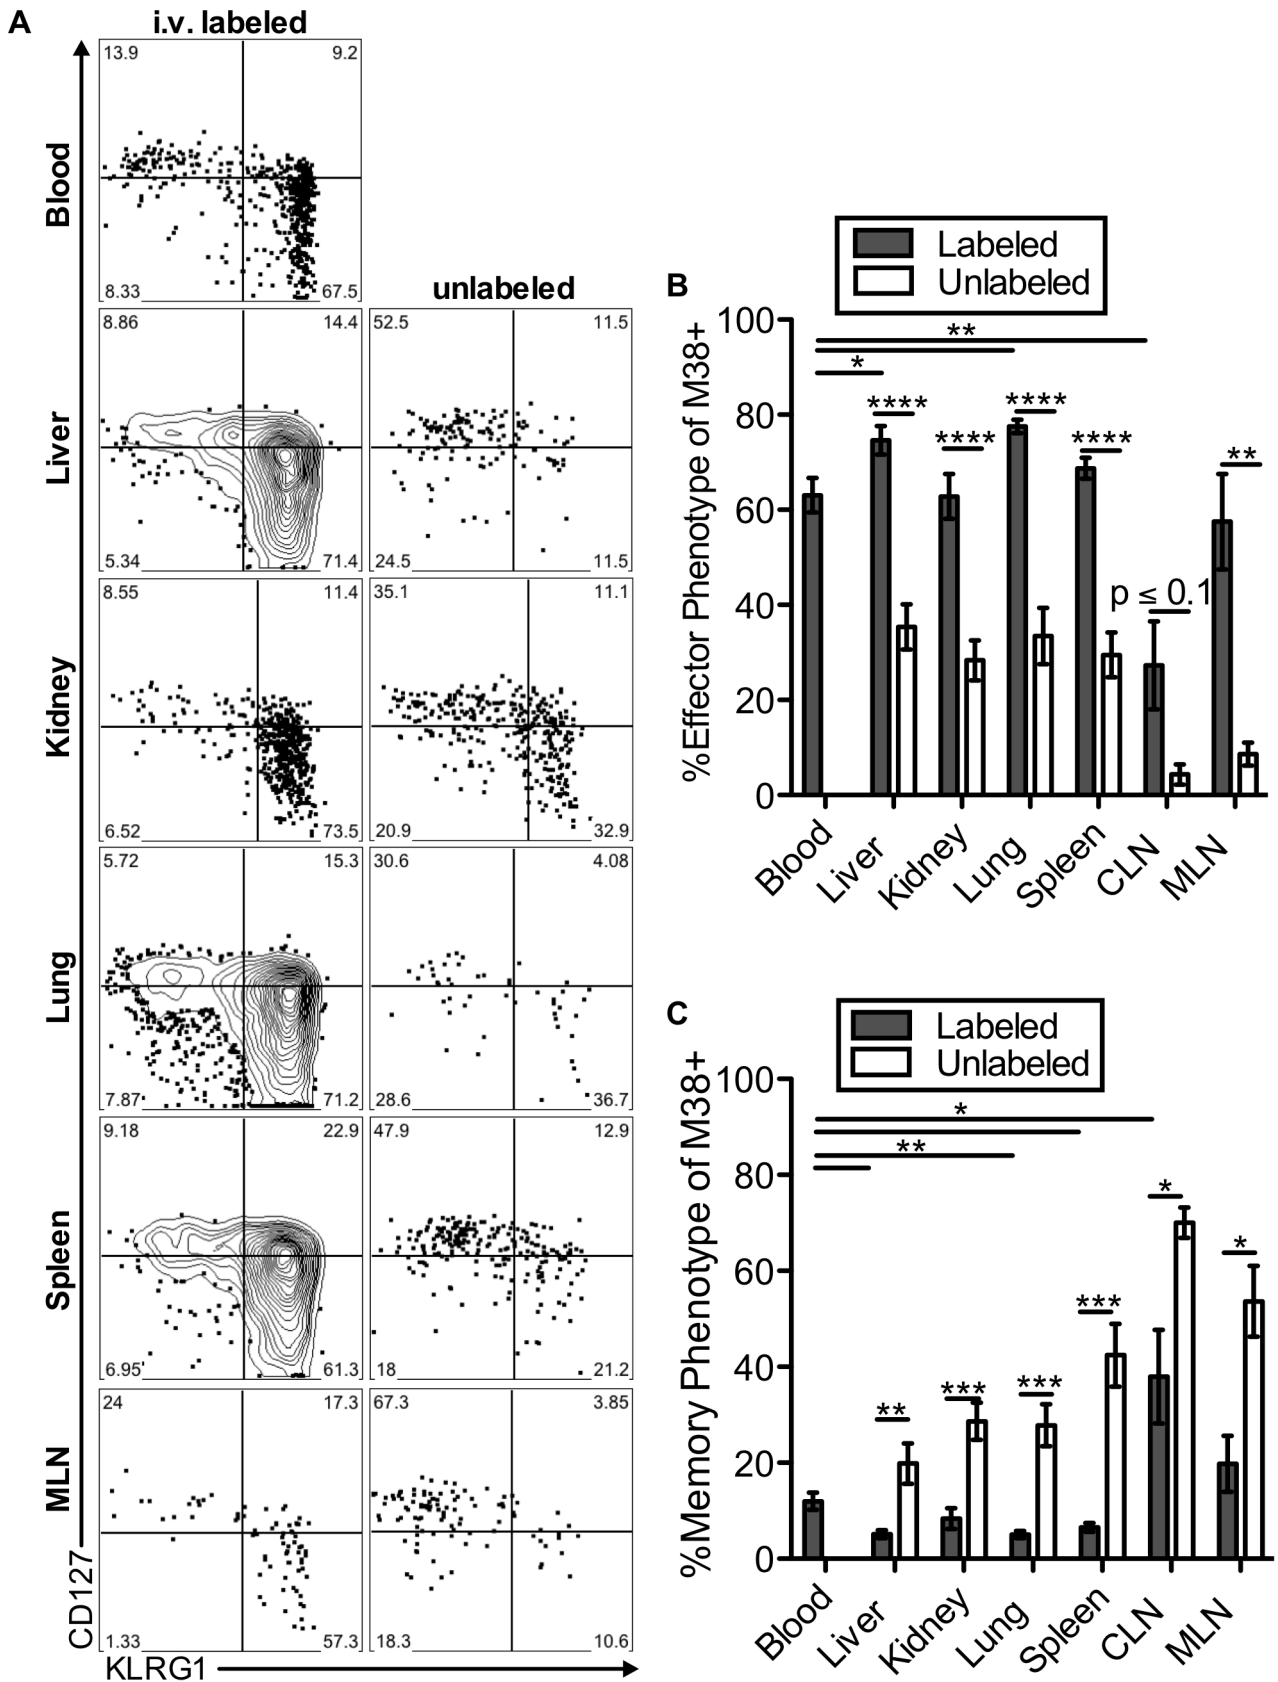 A
i.v. labeled
13.9 9.2
Blood
8.33 67.5
unlabeled
8.86 14.4 52.5 11.5
Liver
5.34 71.4 24.5 11.5
8.55 11.4 35.1 11.1
Kidney
6.52 73.5 20.9 32.9
5.72 15.3 30.6 4.08
Lung
7.87 71.2 28.6 36.7
9.18 22.9 47.9 12.9
Spleen
6.95 61.3 18 21.2
24 17.3 67.3 3.85
MLN
1.33 57.3 18.3 10.6
CD127
KLRG1
B
Labeled
Unlabeled
%Effector Phenotype of M38+
100
80
60
40
20
0
**
*
****
****
****
****
p ≤ 0.1
**
Blood Liver Kidney Lung Spleen CLN MLN
C
Labeled
Unlabeled
%Memory Phenotype of M38+
100
80
60
40
20
0
*
**
**
***
***
***
*
*
Blood Liver Kidney Lung Spleen CLN MLN